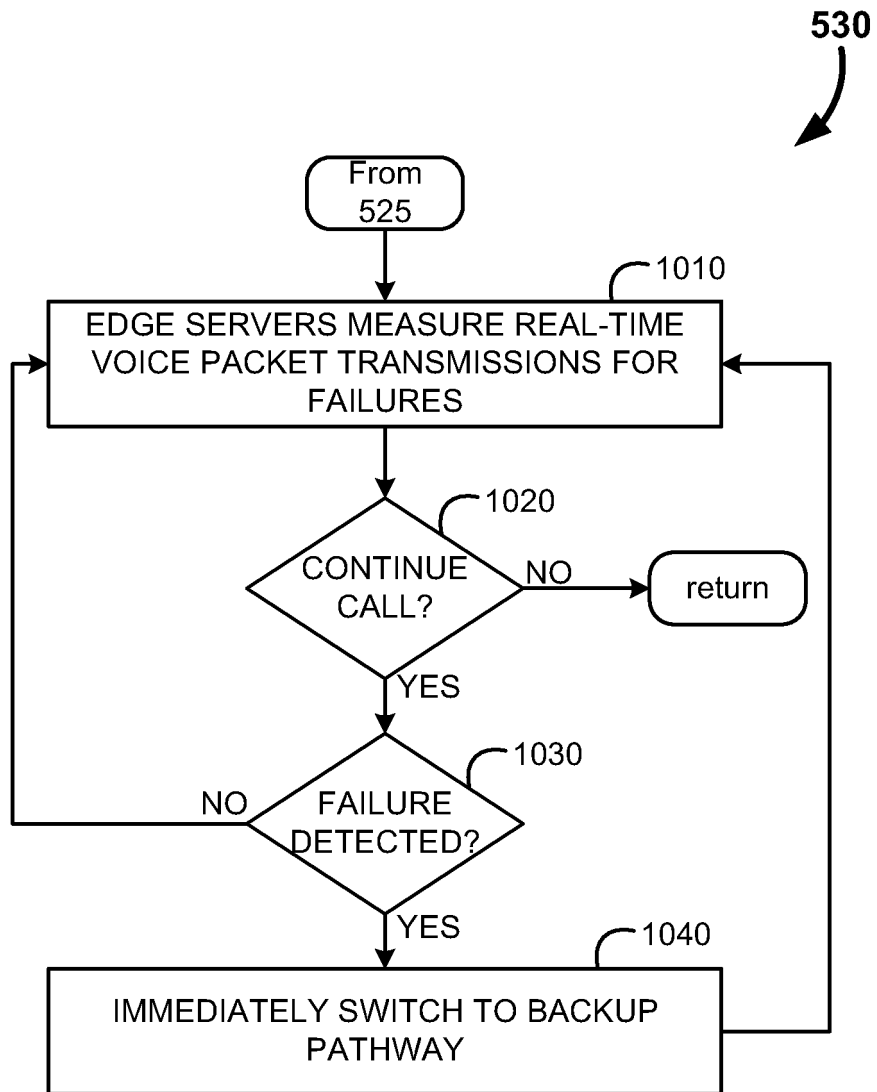 530
From
525
1010
EDGE SERVERS MEASURE REAL-TIME
VOICE PACKET TRANSMISSIONS FOR
FAILURES
1020
CONTINUE
CALL?
NO
return
YES
1030
FAILURE
DETECTED?
NO
YES
1040
IMMEDIATELY SWITCH TO BACKUP
PATHWAY